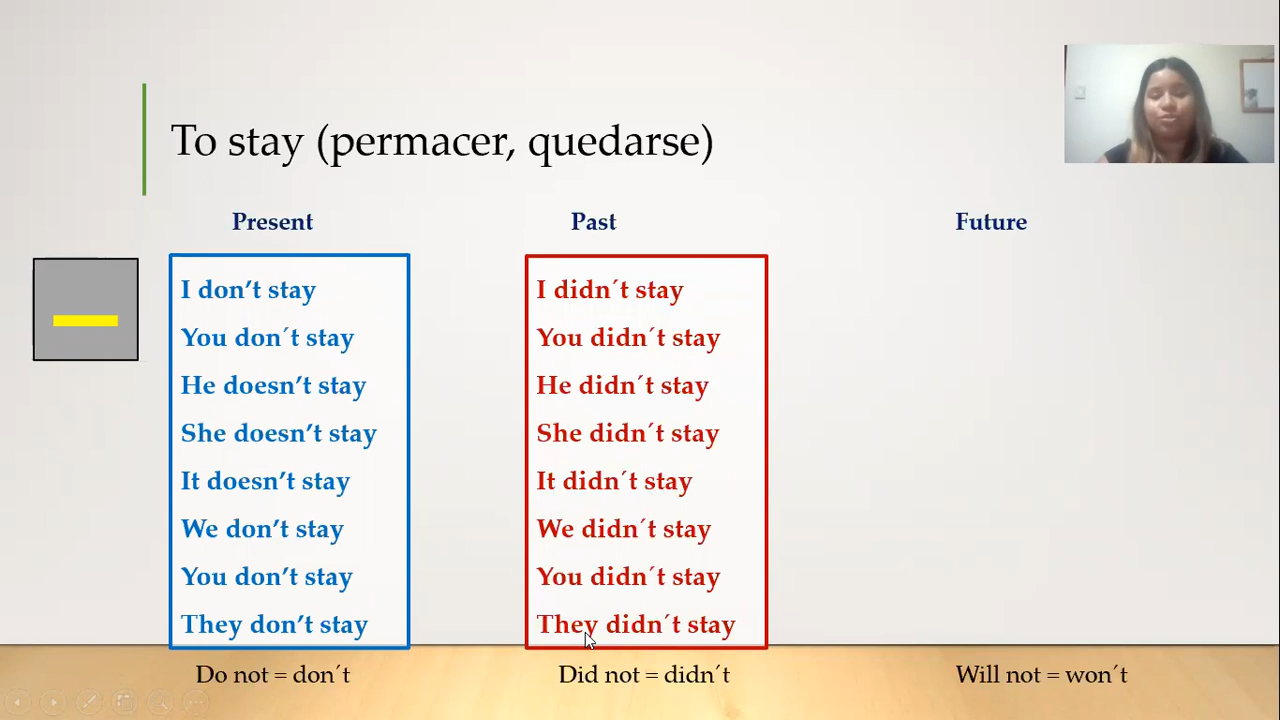 To stay (permacer, quedarse)
Present
Past
Future
I don’t stay
You don´t stay
He doesn’t stay
She doesn’t stay
It doesn’t stay
We don’t stay
You don’t stay
They don’t stay
I didn´t stay
You didn´t stay
He didn´t stay
She didn´t stay
It didn´t stay
We didn´t stay
You didn´t stay
They didn´t stay
Do not = don´t
Did not = didn´t
Will not = won´t